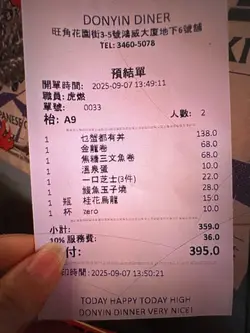 DONYIN DINER
旺角花園街3-5號鴻威大廈地下6號舖
TEL:3460-5078
預結單
開單時間: 2025-09-07 13:49:11
職員: 虎燉
單號: 0033
枱: A9 人數: 2
1 乜蟹都有丼 138.0
1 金龍卷 68.0
1 焦糖三文魚卷 68.0
1 溫泉蛋 10.0
1 一口芝士(3件) 22.0
1 鰻魚玉子燒 28.0
1 瓶 桂花烏龍 15.0
1 杯 zero 10.0
小計: 359.0
10% 服務費: 36.0
付: 395.0
印時間: 2025-09-07 13:50:21
TODAY HAPPY TODAY HIGH
DONYIN DINER VERY NICE!